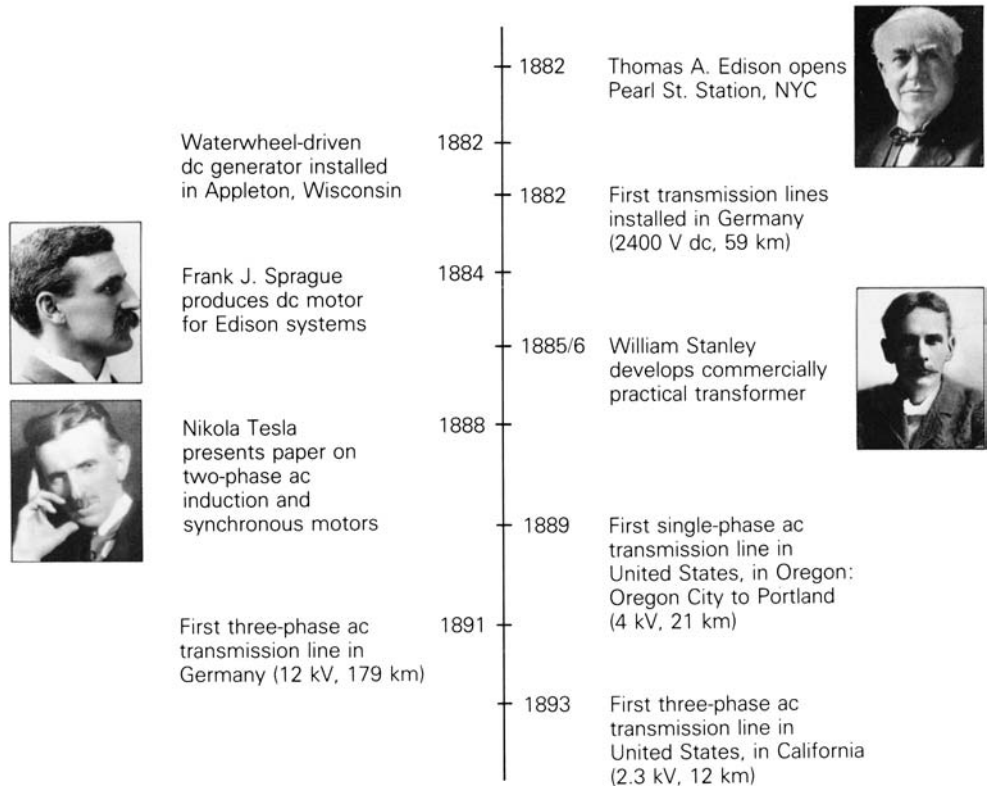 1882
Thomas A. Edison opens
Pearl St. Station, NYC
Waterwheel-driven
dc generator installed
in Appleton, Wisconsin
1882
1882
First transmission lines
installed in Germany
(2400 V dc, 59 km)
Frank J. Sprague
produces dc motor
for Edison systems
1884
1885/6
William Stanley
develops commercially
practical transformer
Nikola Tesla
presents paper on
two-phase ac
induction and
synchronous motors
1888
1889
First single-phase ac
transmission line in
United States, in Oregon:
Oregon City to Portland
(4 kV, 21 km)
First three-phase ac
transmission line in
Germany (12 kV, 179 km)
1891
1893
First three-phase ac
transmission line in
United States, in California
(2.3 kV, 12 km)